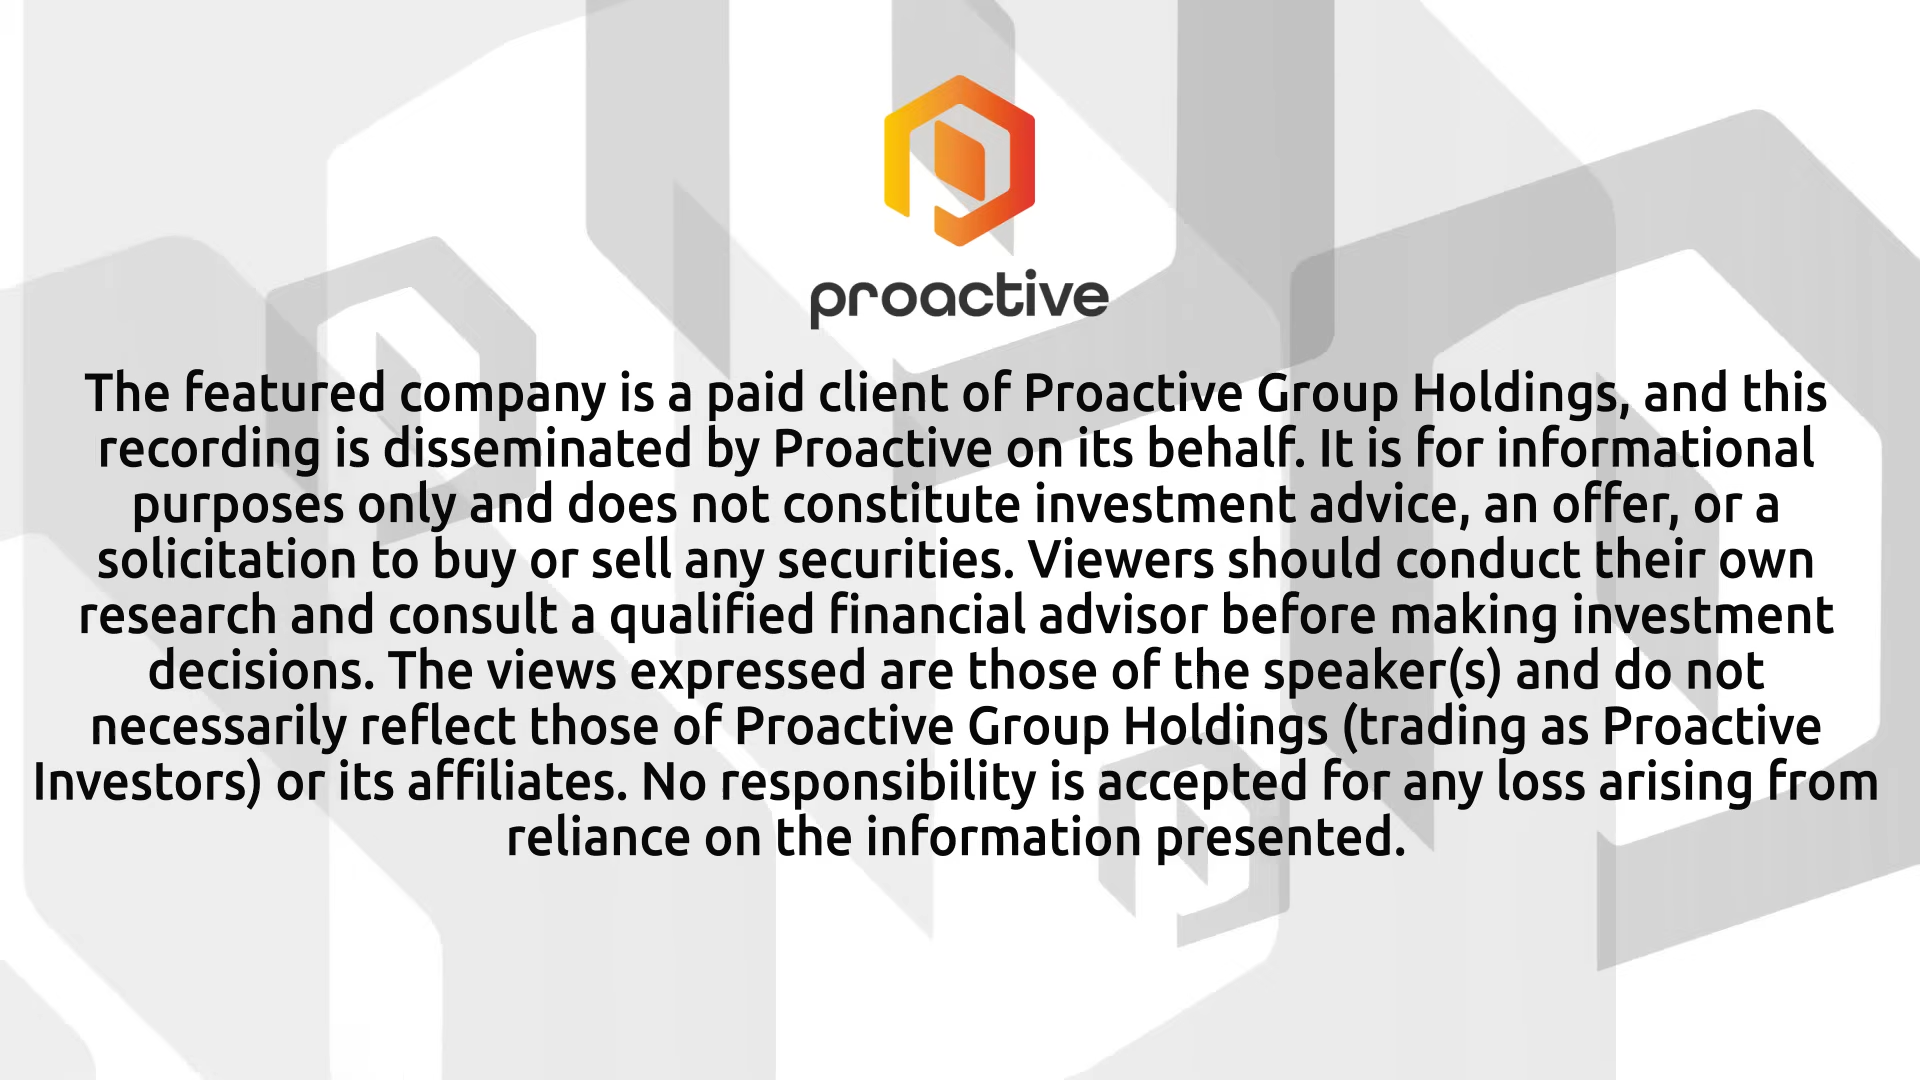 proactive
The featured company is a paid client of Proactive Group Holdings, and this
recording is disseminated by Proactive on its behalf. It is for informational
purposes only and does not constitute investment advice, an offer, or a
solicitation to buy or sell any securities. Viewers should conduct their own
research and consult a qualified financial advisor before making investment
decisions. The views expressed are those of the speaker(s) and do not
necessarily reflect those of Proactive Group Holdings (trading as Proactive
Investors) or its affiliates. No responsibility is accepted for any loss arising from
reliance on the information presented.